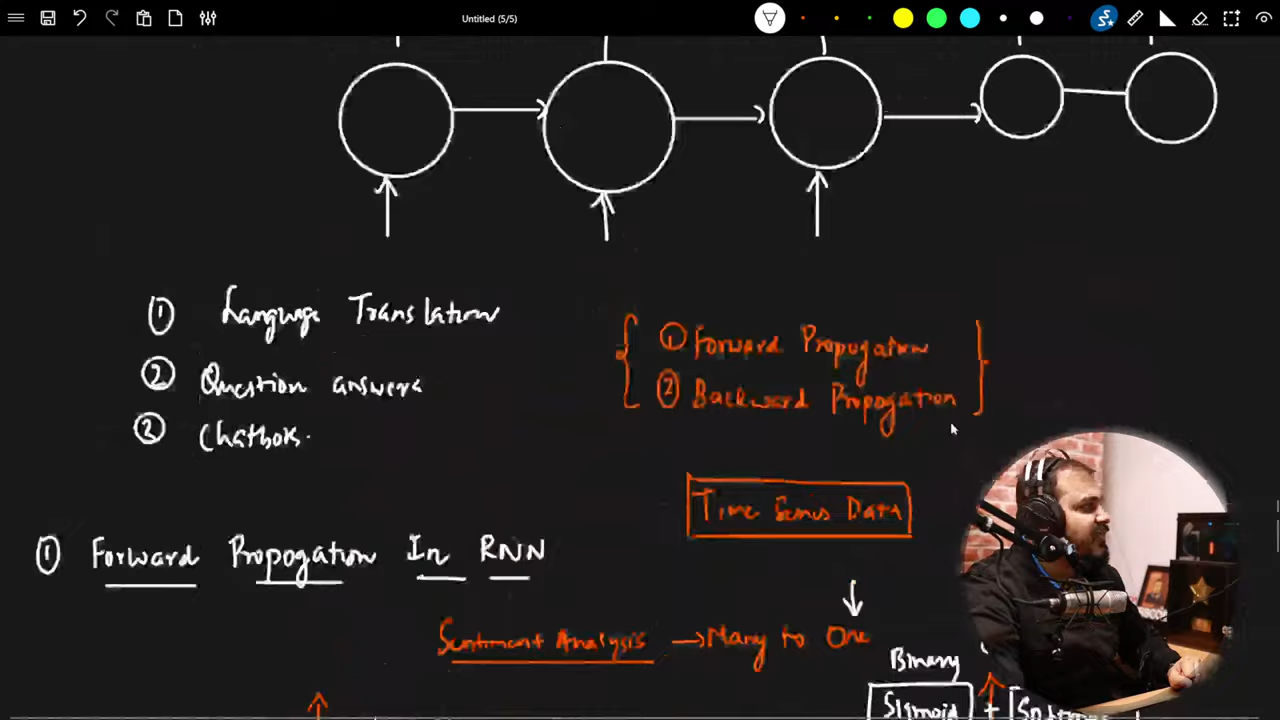 Untitled (5/5)
① Language Translation
② Question answers
② Chatbots.
{ ① Forward Propogation
② Backward Propogation }
Time Series Data
① Forward Propogation In RNN
Sentiment Analysis → Many to One
Binary
Sigmoid +